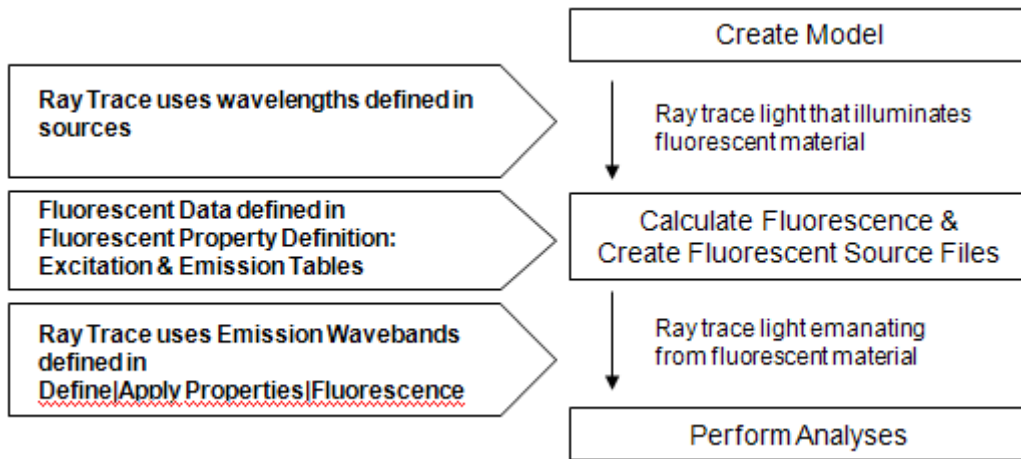 Create Model
Ray Trace uses wavelengths defined in
sources
Ray trace light that illuminates
fluorescent material
Fluorescent Data defined in
Fluorescent Property Definition:
Excitation & Emission Tables
Calculate Fluorescence &
Create Fluorescent Source Files
Ray Trace uses Emission Wavebands
defined in
Define|Apply Properties|Fluorescence
Ray trace light emanating
from fluorescent material
Perform Analyses